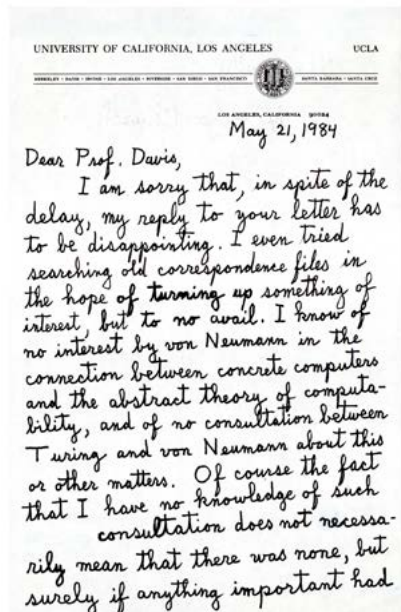 UNIVERSITY OF CALIFORNIA, LOS ANGELES UCLA
BERKELEY • DAVIS • IRVINE • LOS ANGELES • RIVERSIDE • SAN DIEGO • SAN FRANCISCO SANTA BARBARA • SANTA CRUZ
LOS ANGELES, CALIFORNIA 90024
May 21, 1984
Dear Prof. Davis,
I am sorry that, in spite of the
delay, my reply to your letter has
to be disappointing. I even tried
searching old correspondence files in
the hope of turning up something of
interest, but to no avail. I know of
no interest by von Neumann in the
connection between concrete computers
and the abstract theory of computa-
bility, and of no consultation between
Turing and von Neumann about this
or other matters. Of course the fact
that I have no knowledge of such
consultation does not necessa-
rily mean that there was none, but
surely if anything important had